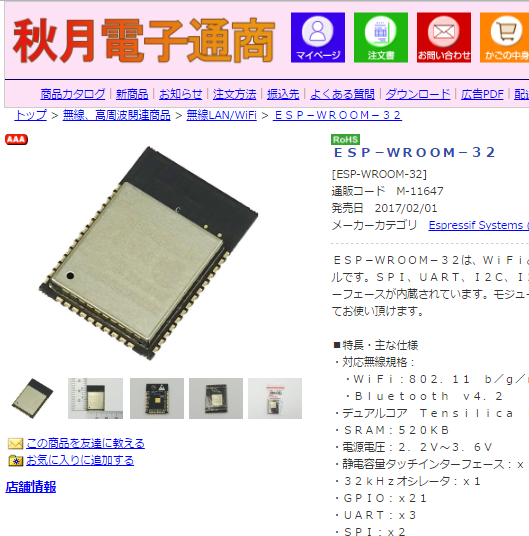 秋月電子通商
マイページ
注文書
お問い合わせ
かごの中身
商品カタログ | 新商品 | お知らせ | 注文方法 | 振込先 | よくある質問 | ダウンロード | 広告PDF | 配
トップ > 無線、高周波関連商品 > 無線LAN/WiFi > ＥＳＰ－ＷＲＯＯＭ－３２
AAA
RoHS
ＥＳＰ－ＷＲＯＯＭ－３２
[ESP-WROOM-32]
通販コード　M-11647
発売日　2017/02/01
メーカーカテゴリ　Espressif Systems (
ＥＳＰ－ＷＲＯＯＭ－３２は、ＷｉＦｉ
ルです。ＳＰＩ、ＵＡＲＴ、Ｉ２Ｃ、Ｉ
ーフェースが内蔵されています。モジュー
てお使い頂けます。
■特長・主な仕様
・対応無線規格：
・ＷｉＦｉ：８０２．１１　ｂ／ｇ／
・Ｂｌｕｅｔｏｏｔｈ　ｖ４．２
・デュアルコア　Ｔｅｎｓｉｌｉｃａ
・ＳＲＡＭ：５２０ＫＢ
・電源電圧：２．２Ｖ～３．６Ｖ
・静電容量タッチインターフェース：ｘ
・３２ｋＨｚオシレータ：ｘ１
・ＧＰＩＯ：ｘ２１
・ＵＡＲＴ：ｘ３
・ＳＰＩ：ｘ２
この商品を友達に教える
お気に入りに追加する
店舗情報